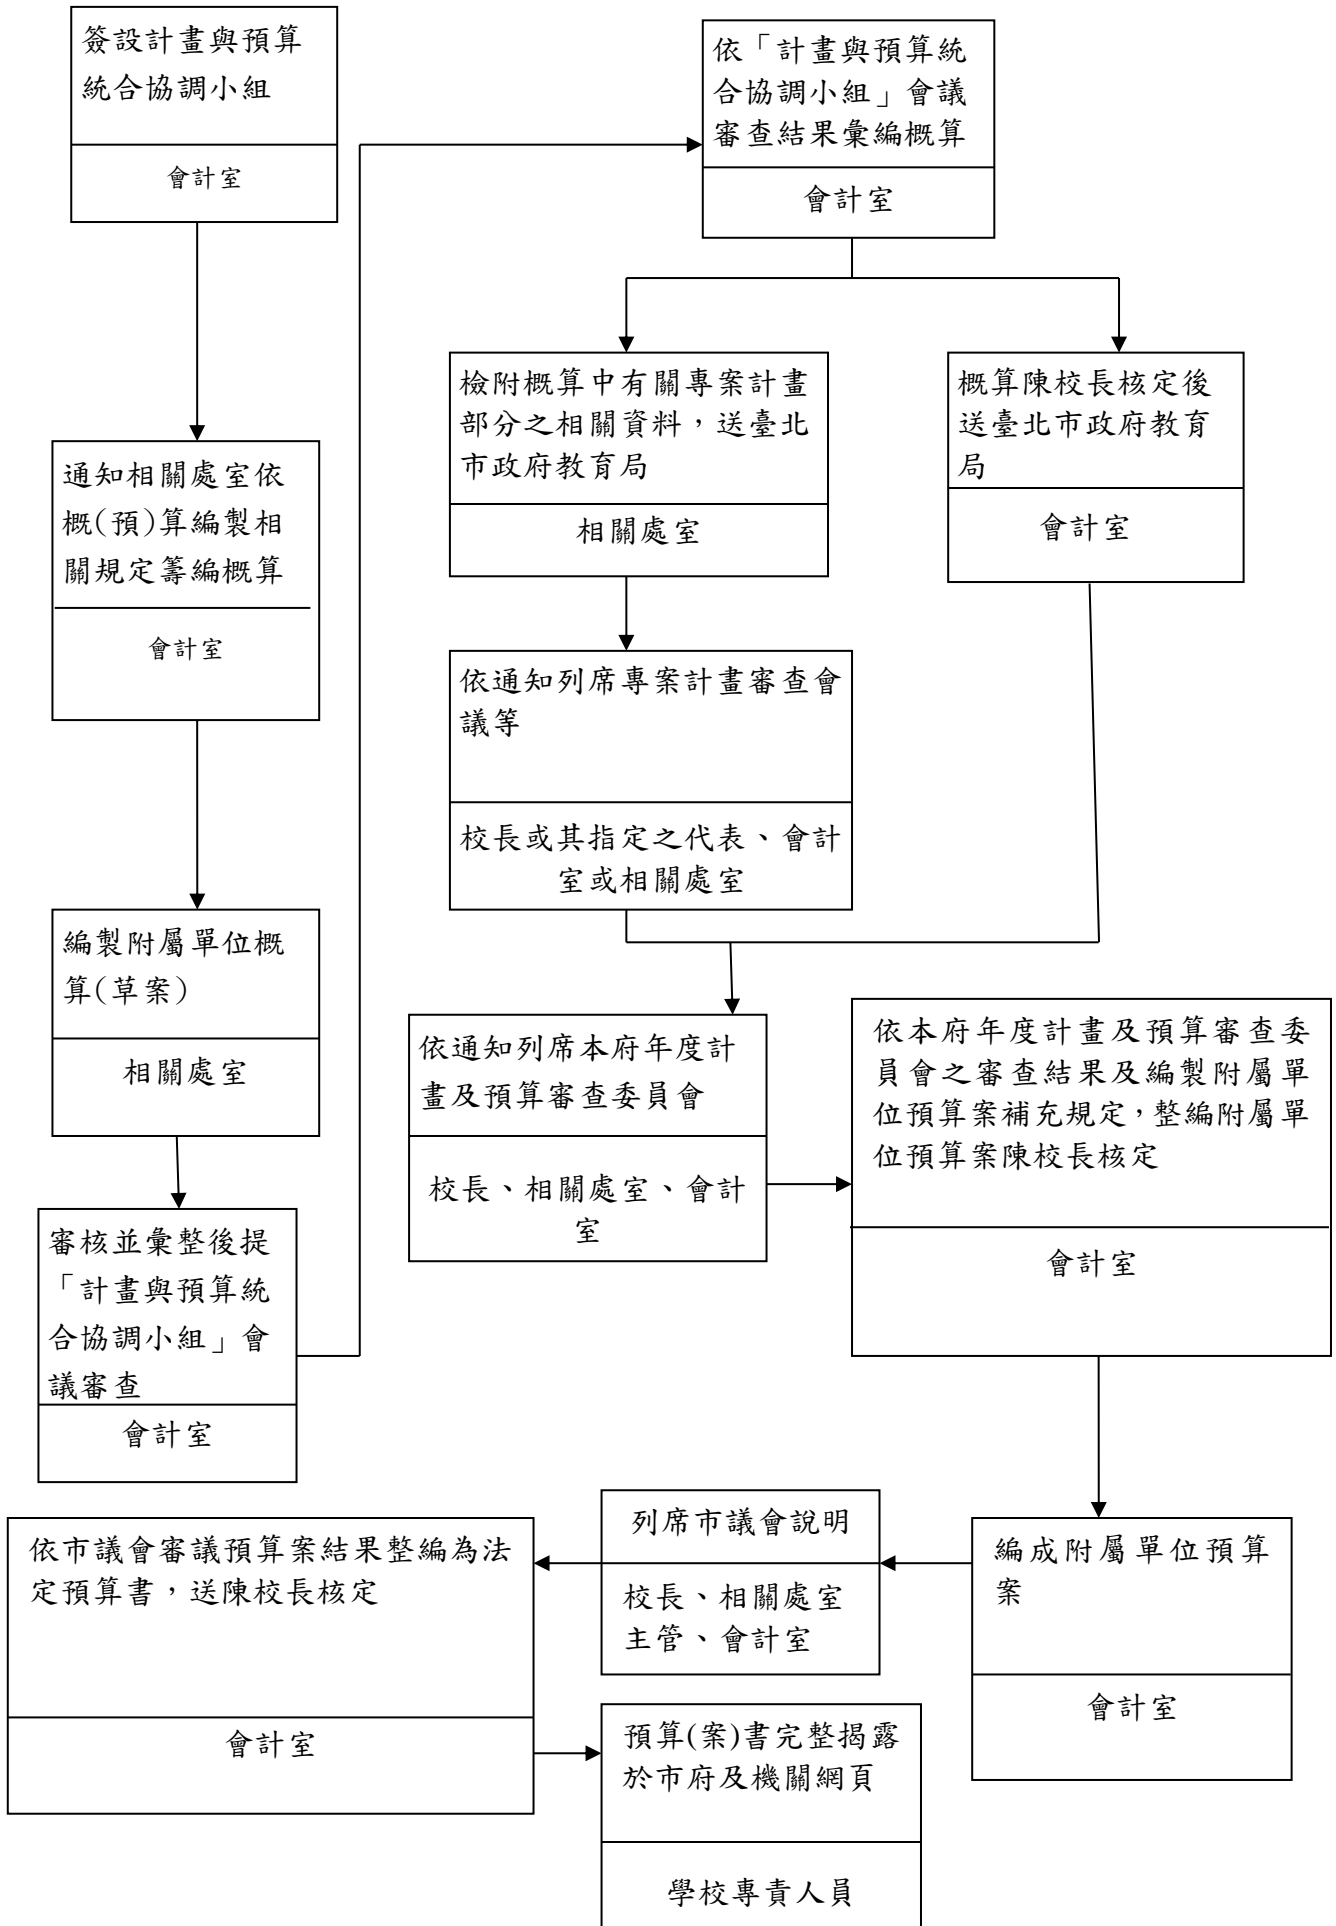 簽設計畫與預算
統合協調小組
會計室
通知相關處室依
概(預)算編製相
關規定籌編概算
會計室
編製附屬單位概
算(草案)
相關處室
審核並彙整後提
「計畫與預算統
合協調小組」會
議審查
會計室
依「計畫與預算統
合協調小組」會議
審查結果彙編概算
會計室
檢附概算中有關專案計畫
部分之相關資料，送臺北
市政府教育局
相關處室
概算陳校長核定後
送臺北市政府教育
局
會計室
依通知列席專案計畫審查會
議等
校長或其指定之代表、會計
室或相關處室
依通知列席本府年度計
畫及預算審查委員會
校長、相關處室、會計
室
依本府年度計畫及預算審查委
員會之審查結果及編製附屬單
位預算案補充規定，整編附屬單
位預算案陳校長核定
會計室
編成附屬單位預算
案
會計室
列席市議會說明
校長、相關處室
主管、會計室
依市議會審議預算案結果整編為法
定預算書，送陳校長核定
會計室
預算(案)書完整揭露
於市府及機關網頁
學校專責人員